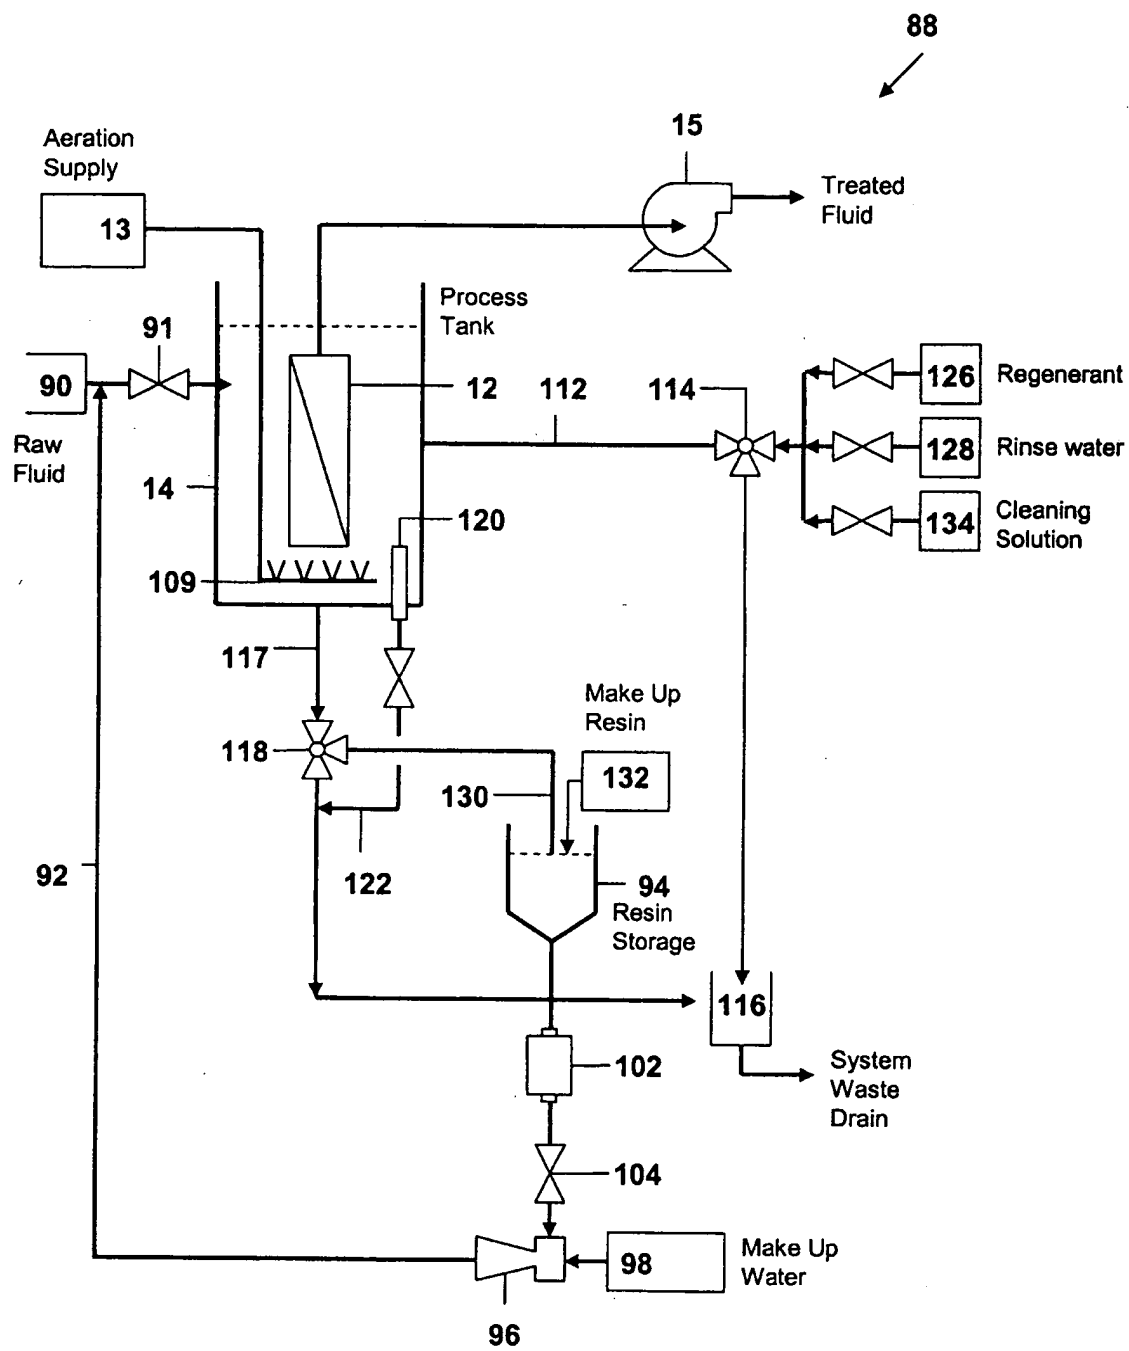 88
15
Aeration
Supply
13
Treated
Fluid
Process
Tank
91
90
12
112
114
126
Regenerant
Raw
Fluid
128
Rinse water
14
120
134
Cleaning
Solution
109
117
Make Up
Resin
118
132
130
92
122
94
Resin
Storage
116
102
System
Waste
Drain
104
98
Make Up
Water
96